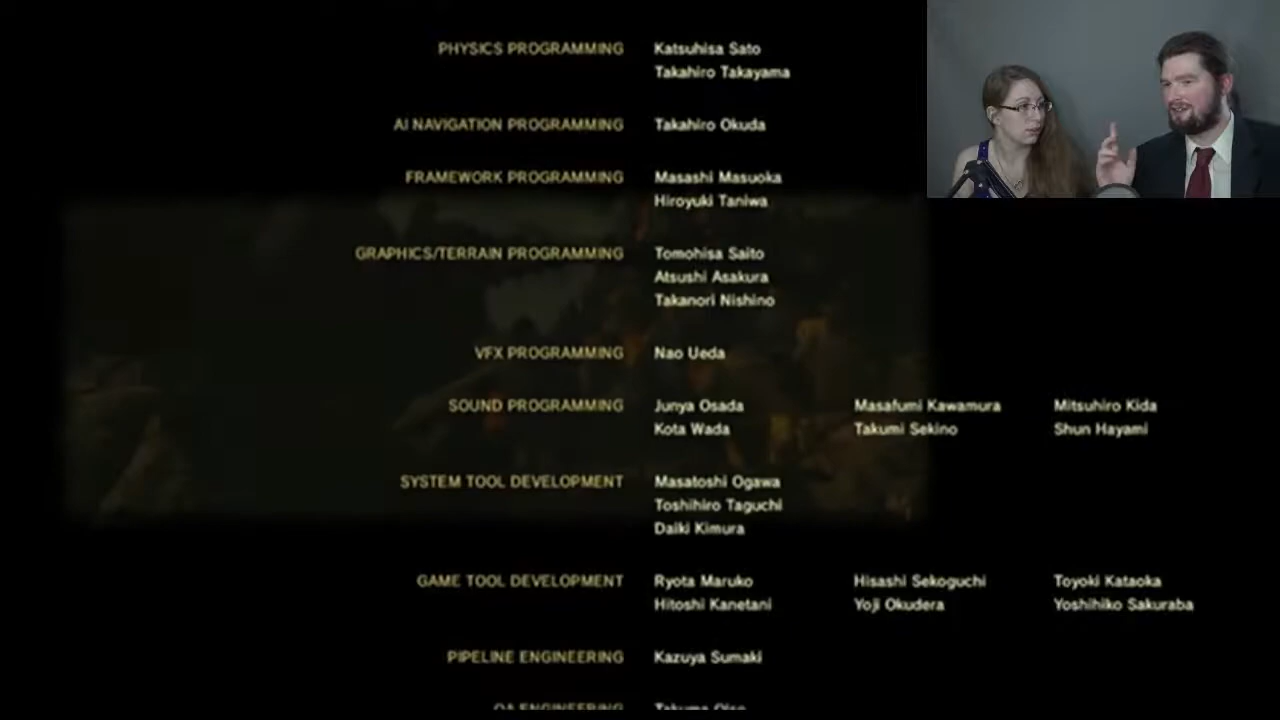 PHYSICS PROGRAMMING Katsuhisa Sato
Takahiro Takayama
AI NAVIGATION PROGRAMMING Takahiro Okuda
FRAMEWORK PROGRAMMING Masashi Masuoka
Hiroyuki Taniwa
GRAPHICS/TERRAIN PROGRAMMING Tomohisa Saito
Atsushi Asakura
Takanori Nishino
VFX PROGRAMMING Nao Ueda
SOUND PROGRAMMING Junya Osada Masafumi Kawamura Mitsuhiro Kida
Kota Wada Takumi Sekino Shun Hayami
SYSTEM TOOL DEVELOPMENT Masatoshi Ogawa
Toshihiro Taguchi
Daiki Kimura
GAME TOOL DEVELOPMENT Ryota Maruko Hisashi Sekoguchi Toyoki Kataoka
Hitoshi Kanetani Yoji Okudera Yoshihiko Sakuraba
PIPELINE ENGINEERING Kazuya Sumaki
QA ENGINEERING